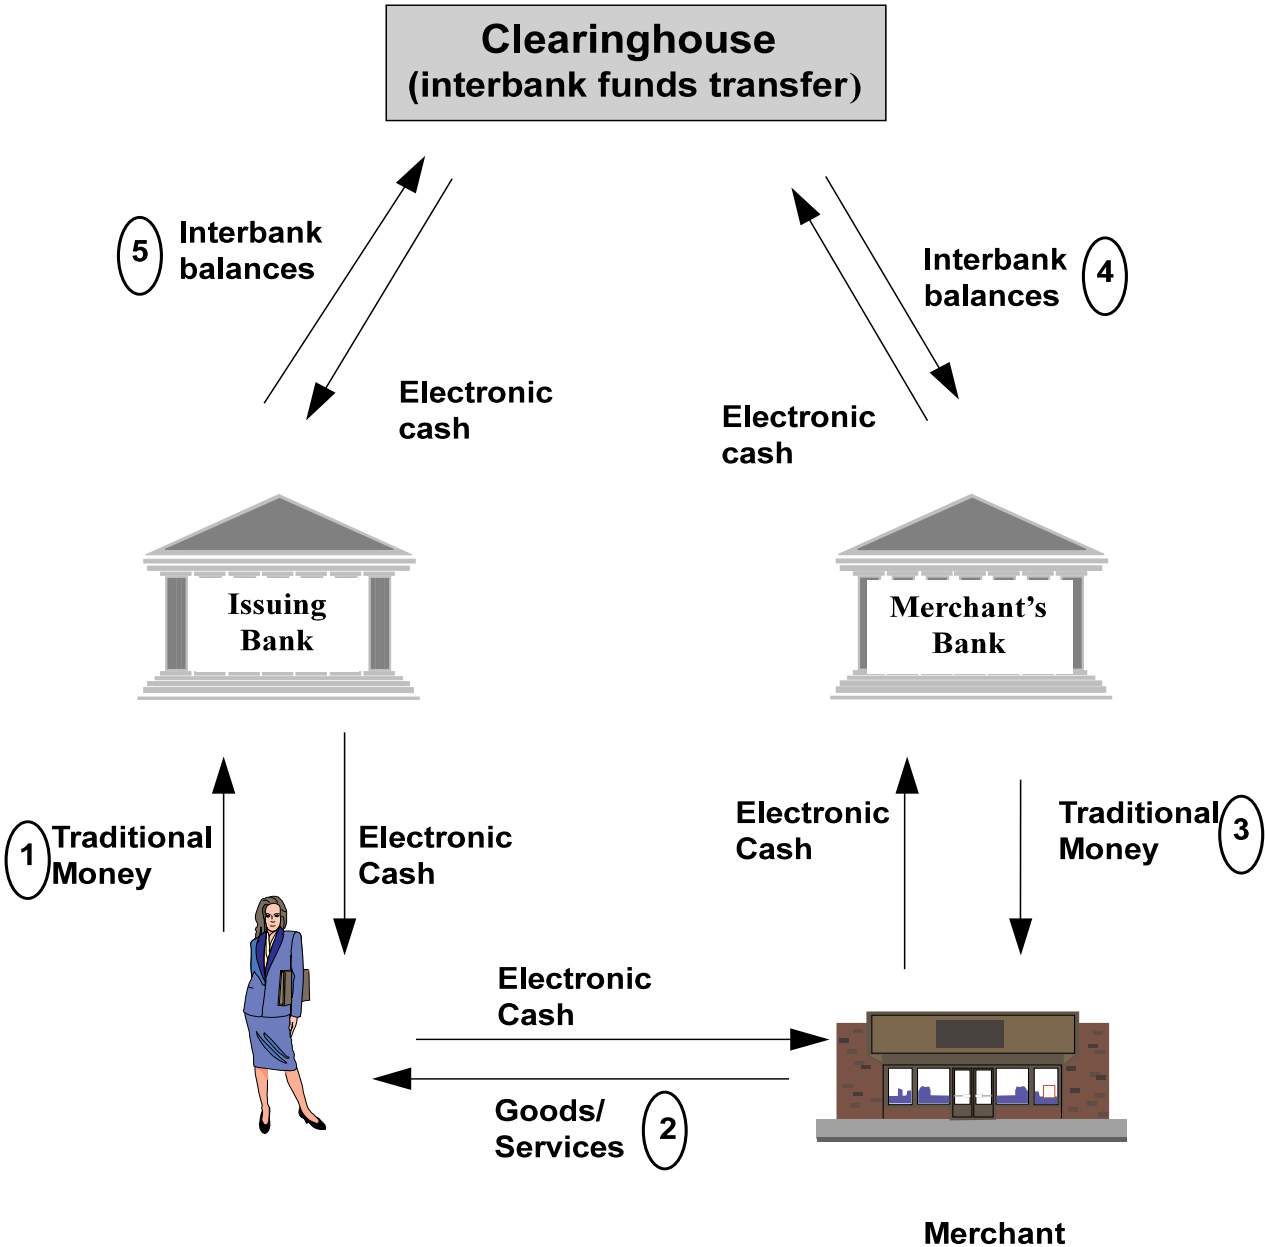 Clearinghouse
(interbank funds transfer)
5
Interbank
balances
Interbank
balances
4
Electronic
cash
Electronic
cash
Issuing
Bank
Merchant's
Bank
1
Traditional
Money
Electronic
Cash
Electronic
Cash
Traditional
Money
3
Electronic
Cash
Goods/
Services
2
Merchant